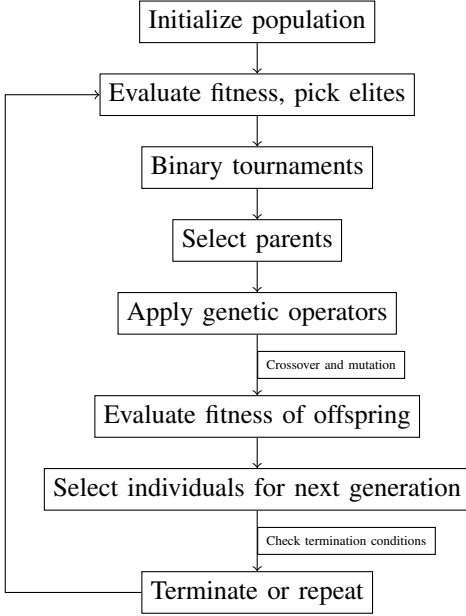 Initialize population
Evaluate fitness, pick elites
Binary tournaments
Select parents
Apply genetic operators
Crossover and mutation
Evaluate fitness of offspring
Select individuals for next generation
Check termination conditions
Terminate or repeat